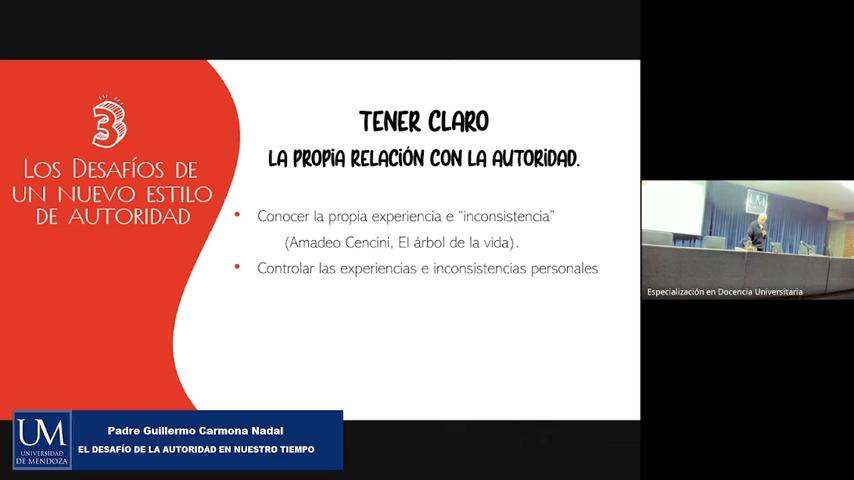 3
LOS DESAFÍOS DE
UN NUEVO ESTILO
DE AUTORIDAD
TENER CLARO
LA PROPIA RELACIÓN CON LA AUTORIDAD.
• Conocer la propia experiencia e “inconsistencia”
(Amadeo Cencini, El árbol de la vida).
• Controlar las experiencias e inconsistencias personales
UM
Especialización en Docencia Universitaria
UM
UNIVERSIDAD
DE MENDOZA
Padre Guillermo Carmona Nadal
EL DESAFÍO DE LA AUTORIDAD EN NUESTRO TIEMPO